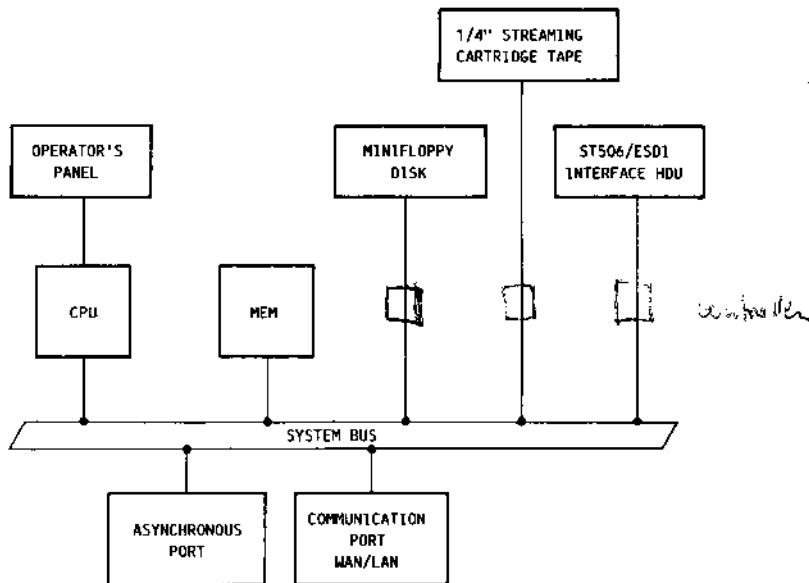 1/4" STREAMING
CARTRIDGE TAPE
OPERATOR'S
PANEL
MINIFLOPPY
DISK
ST506/ESDI
INTERFACE HDU
CPU
MEM
SYSTEM BUS
ASYNCHRONOUS
PORT
COMMUNICATION
PORT
WAN/LAN